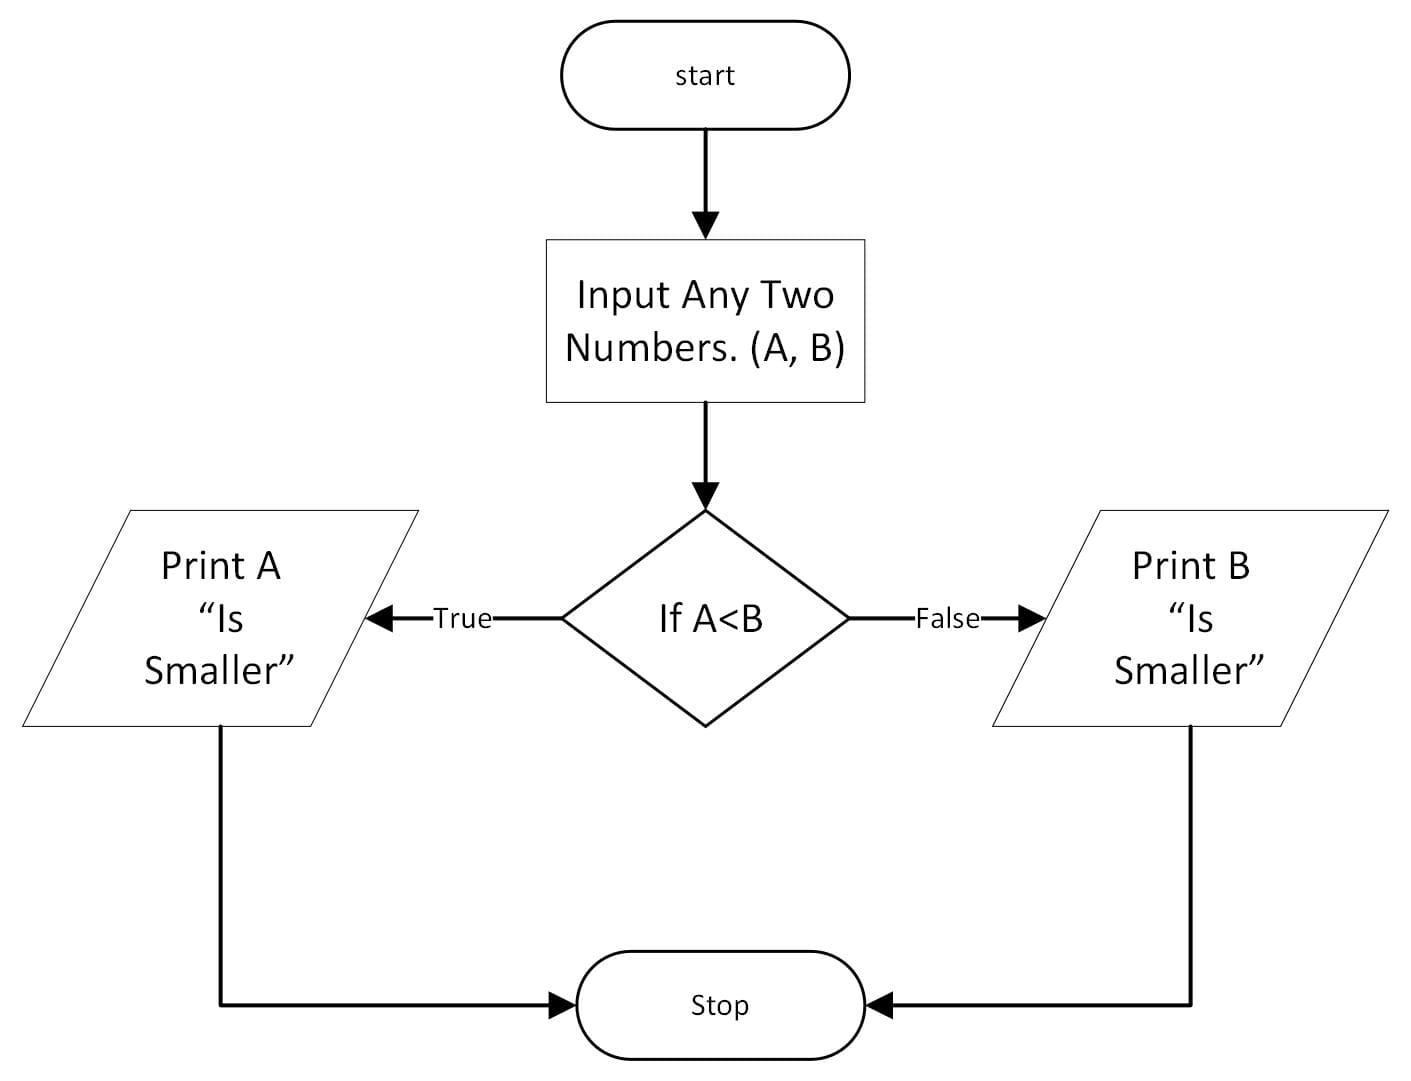 start
Input Any Two
Numbers. (A, B)
Print A
“Is
Smaller”
True
If A<B
False
Print B
“Is
Smaller”
Stop